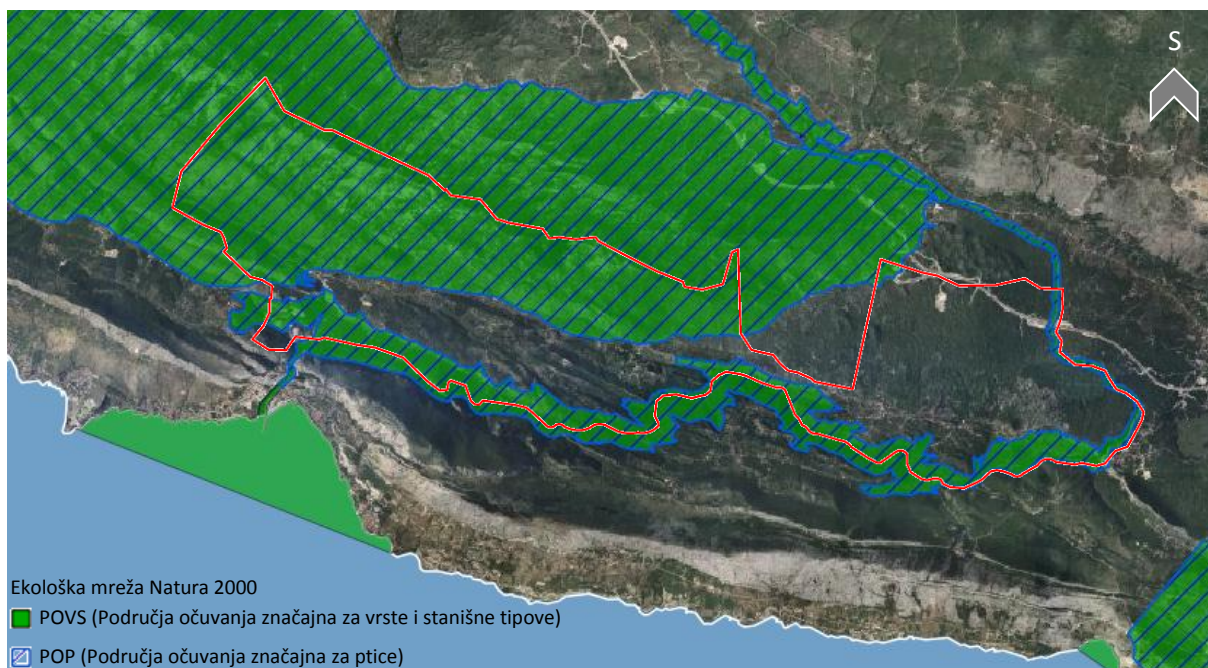 S
Ekološka mreža Natura 2000
POVS (Područja očuvanja značajna za vrste i stanišne tipove)
POP (Područja očuvanja značajna za ptice)